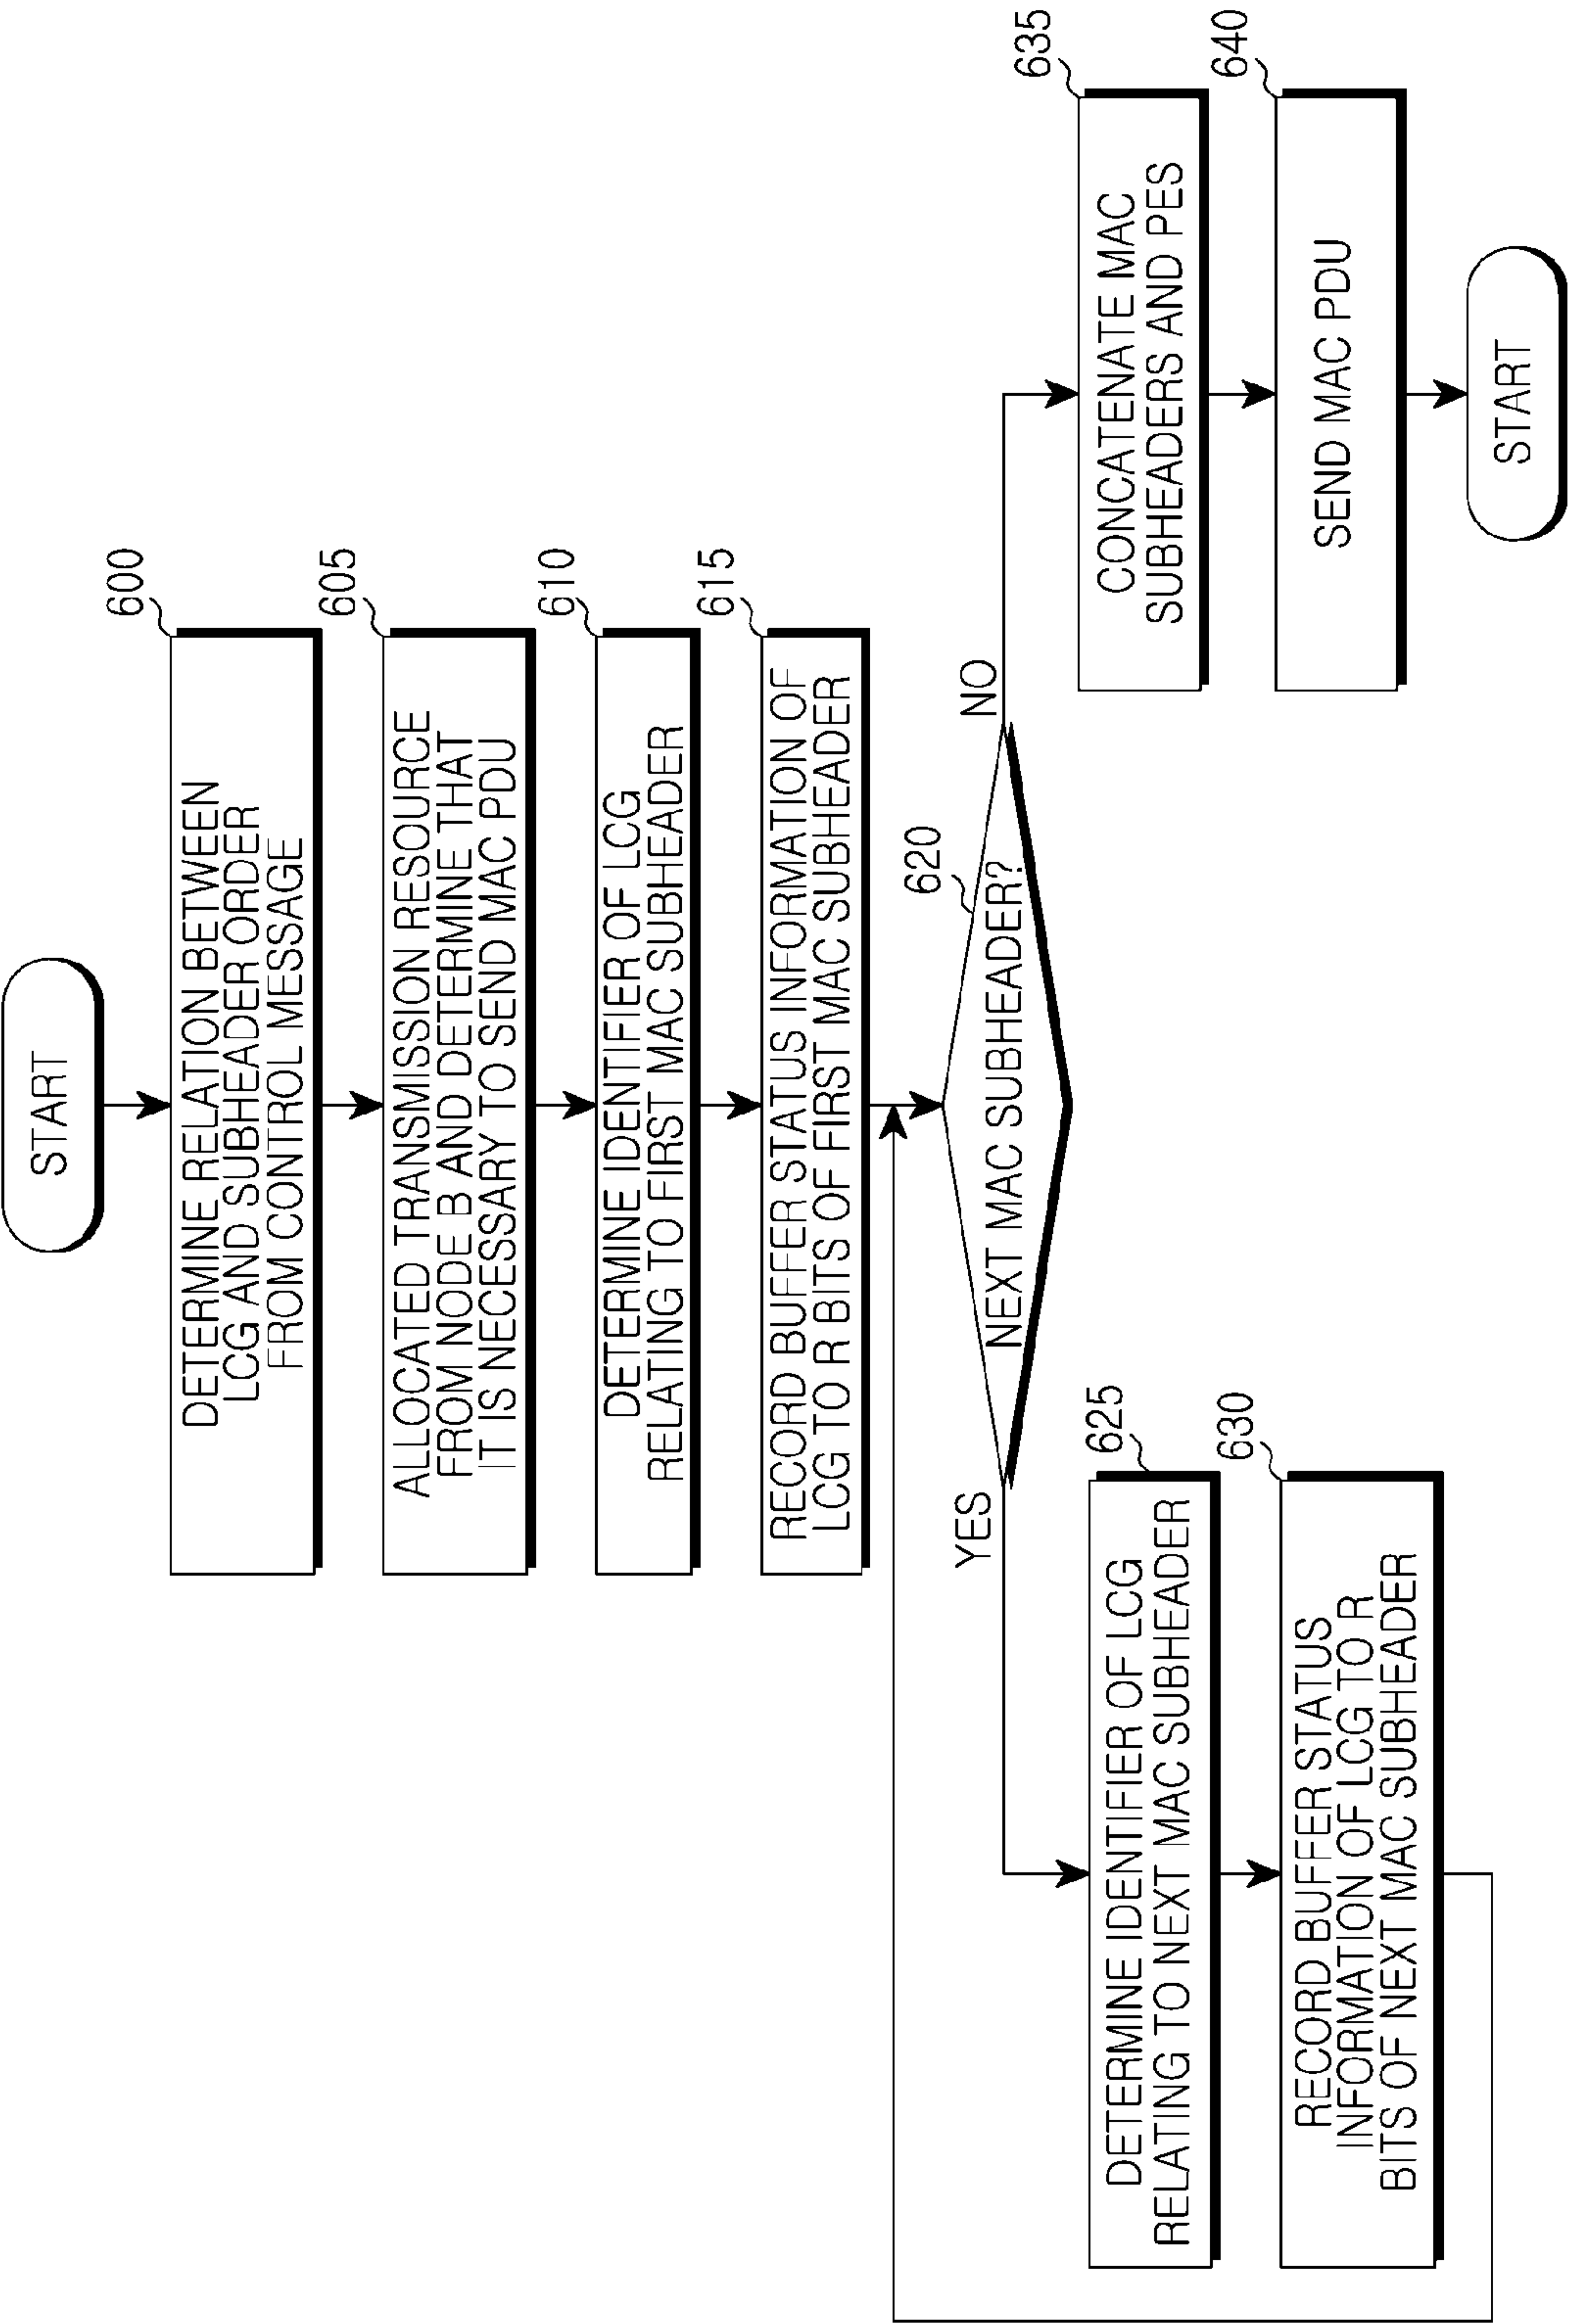 START
600
DETERMINE RELATION BETWEEN
LCG AND SUBHEADER ORDER
FROM CONTROL MESSAGE
605
ALLOCATED TRANSMISSION RESOURCE
FROM NODE B AND DETERMINE THAT
IT IS NECESSARY TO SEND MAC PDU
610
DETERMINE IDENTIFIER OF LCG
RELATING TO FIRST MAC SUBHEADER
615
RECORD BUFFER STATUS INFORMATION OF
LCG TO R BITS OF FIRST MAC SUBHEADER
620
NEXT MAC SUBHEADER?
YES
NO
625
DETERMINE IDENTIFIER OF LCG
RELATING TO NEXT MAC SUBHEADER
630
RECORD BUFFER STATUS
INFORMATION OF LCG TO R
BITS OF NEXT MAC SUBHEADER
635
CONCATENATE MAC
SUBHEADERS AND PES
640
SEND MAC PDU
START